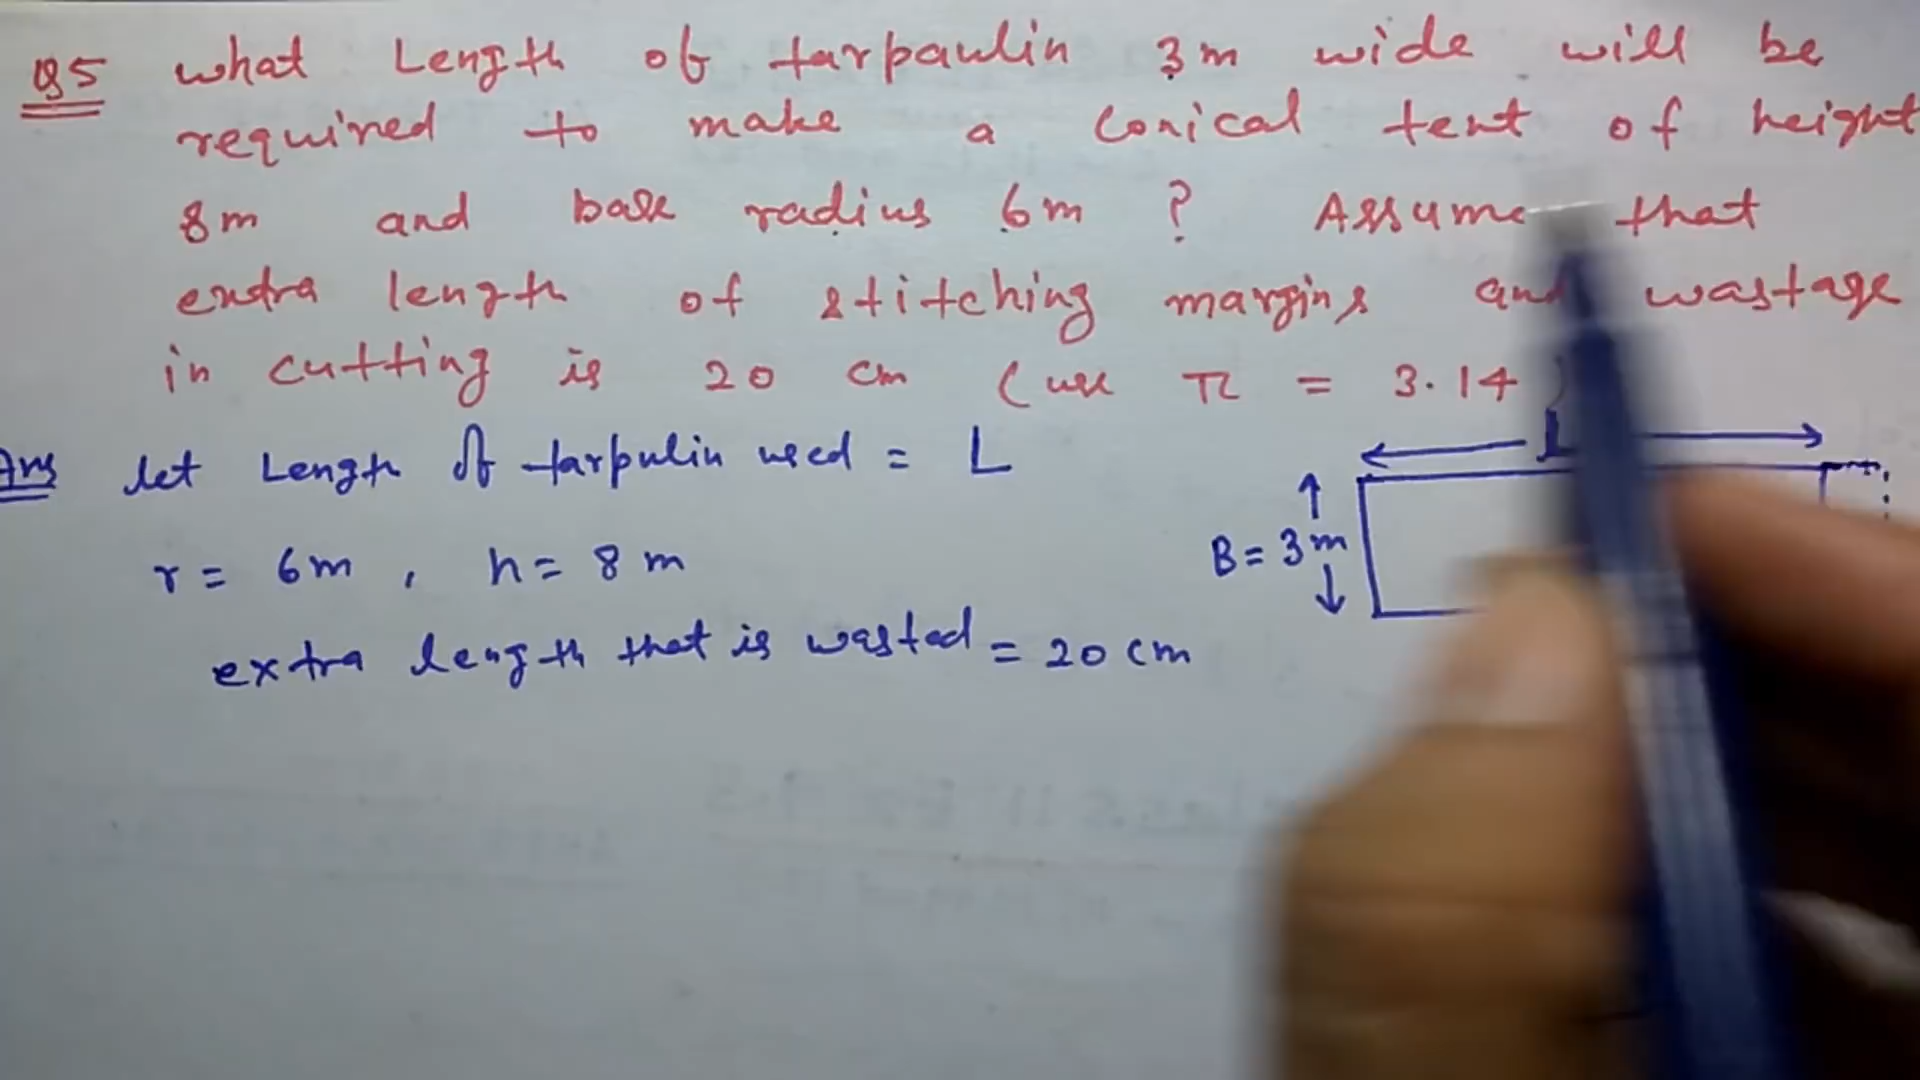 Q5 what Length of tarpaulin 3m wide will be
required to make a conical tent of height
8m and base radius 6m ? Assume that
extra length of stitching margins and wastage
in cutting is 20 cm (use π = 3.14)
Ans let Length of tarpulin used = L
L
r = 6m , h = 8 m
B = 3m
extra length that is wasted = 20 cm